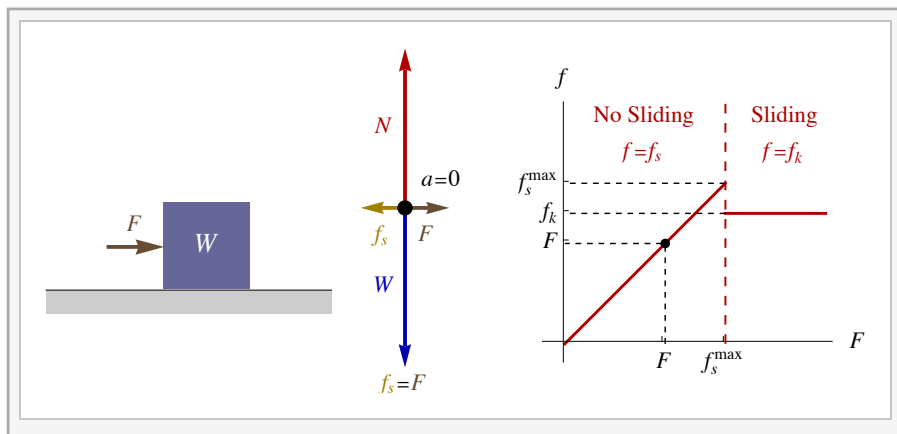 F
W
N
a=0
f_s
F
W
f_s=F
f
No Sliding
f=f_s
Sliding
f=f_k
f_s^max
f_k
F
F
f_s^max
F